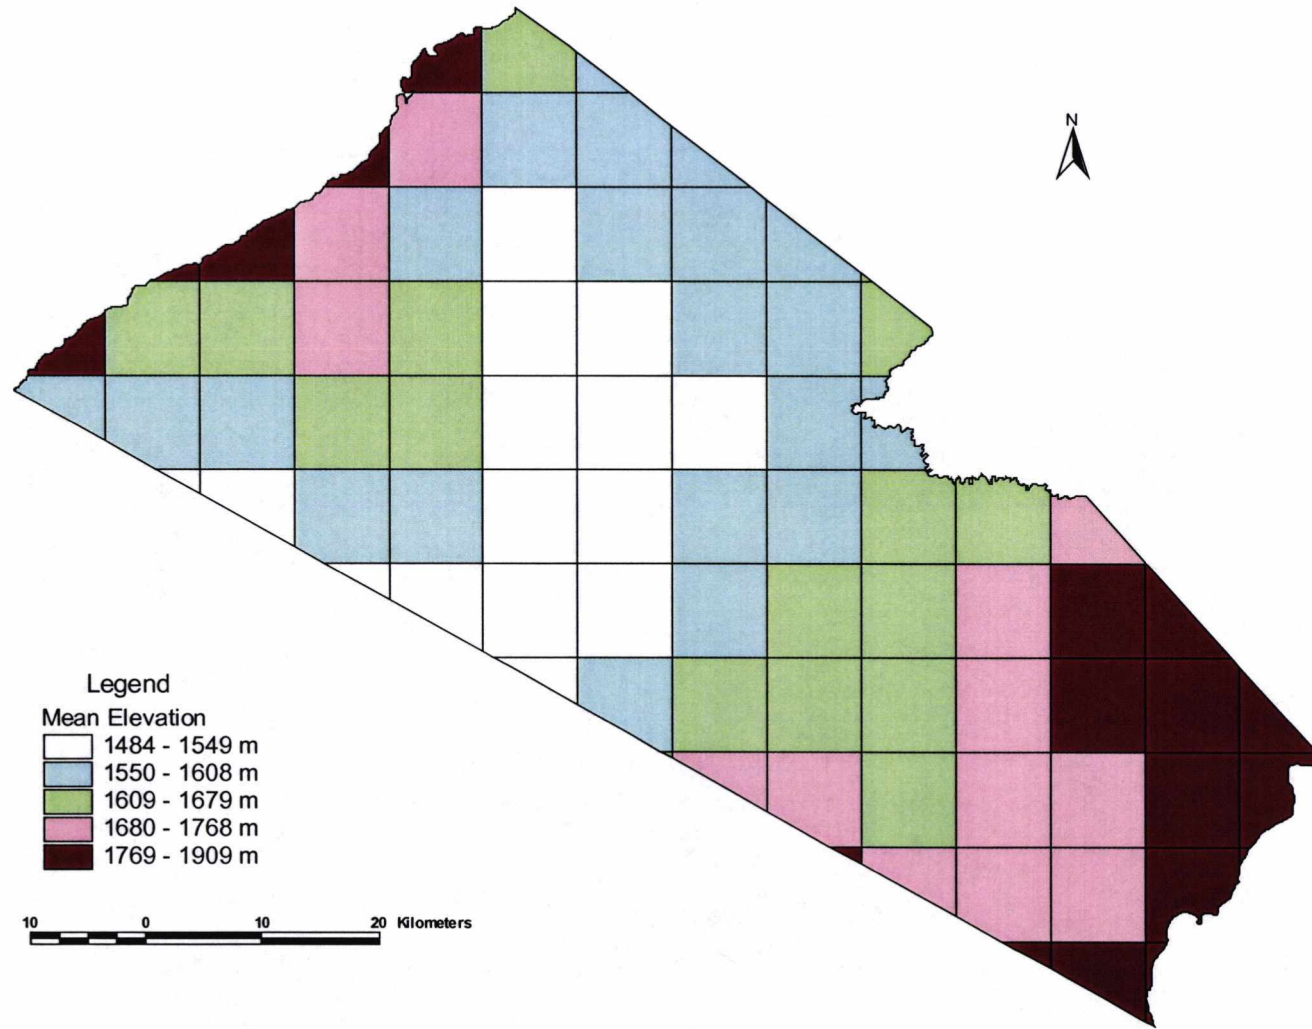 N
Legend
Mean Elevation
1484 - 1549 m
1550 - 1608 m
1609 - 1679 m
1680 - 1768 m
1769 - 1909 m
10 0 10 20 Kilometers